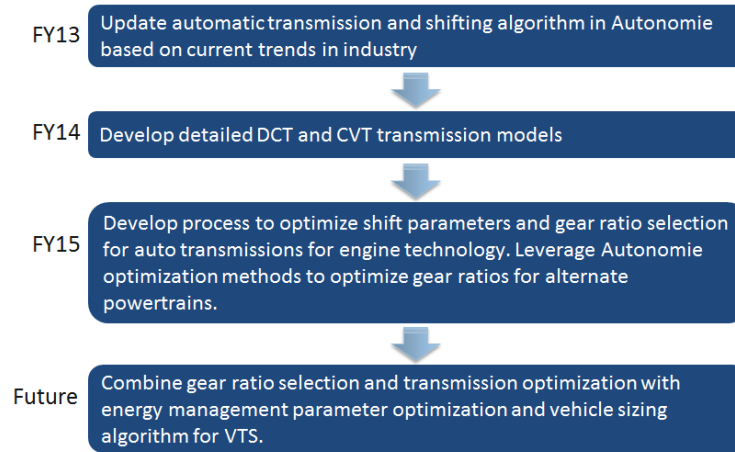 FY13
Update automatic transmission and shifting algorithm in Autonomie
based on current trends in industry
FY14
Develop detailed DCT and CVT transmission models
FY15
Develop process to optimize shift parameters and gear ratio selection
for auto transmissions for engine technology. Leverage Autonomie
optimization methods to optimize gear ratios for alternate
powertrains.
Future
Combine gear ratio selection and transmission optimization with
energy management parameter optimization and vehicle sizing
algorithm for VTS.